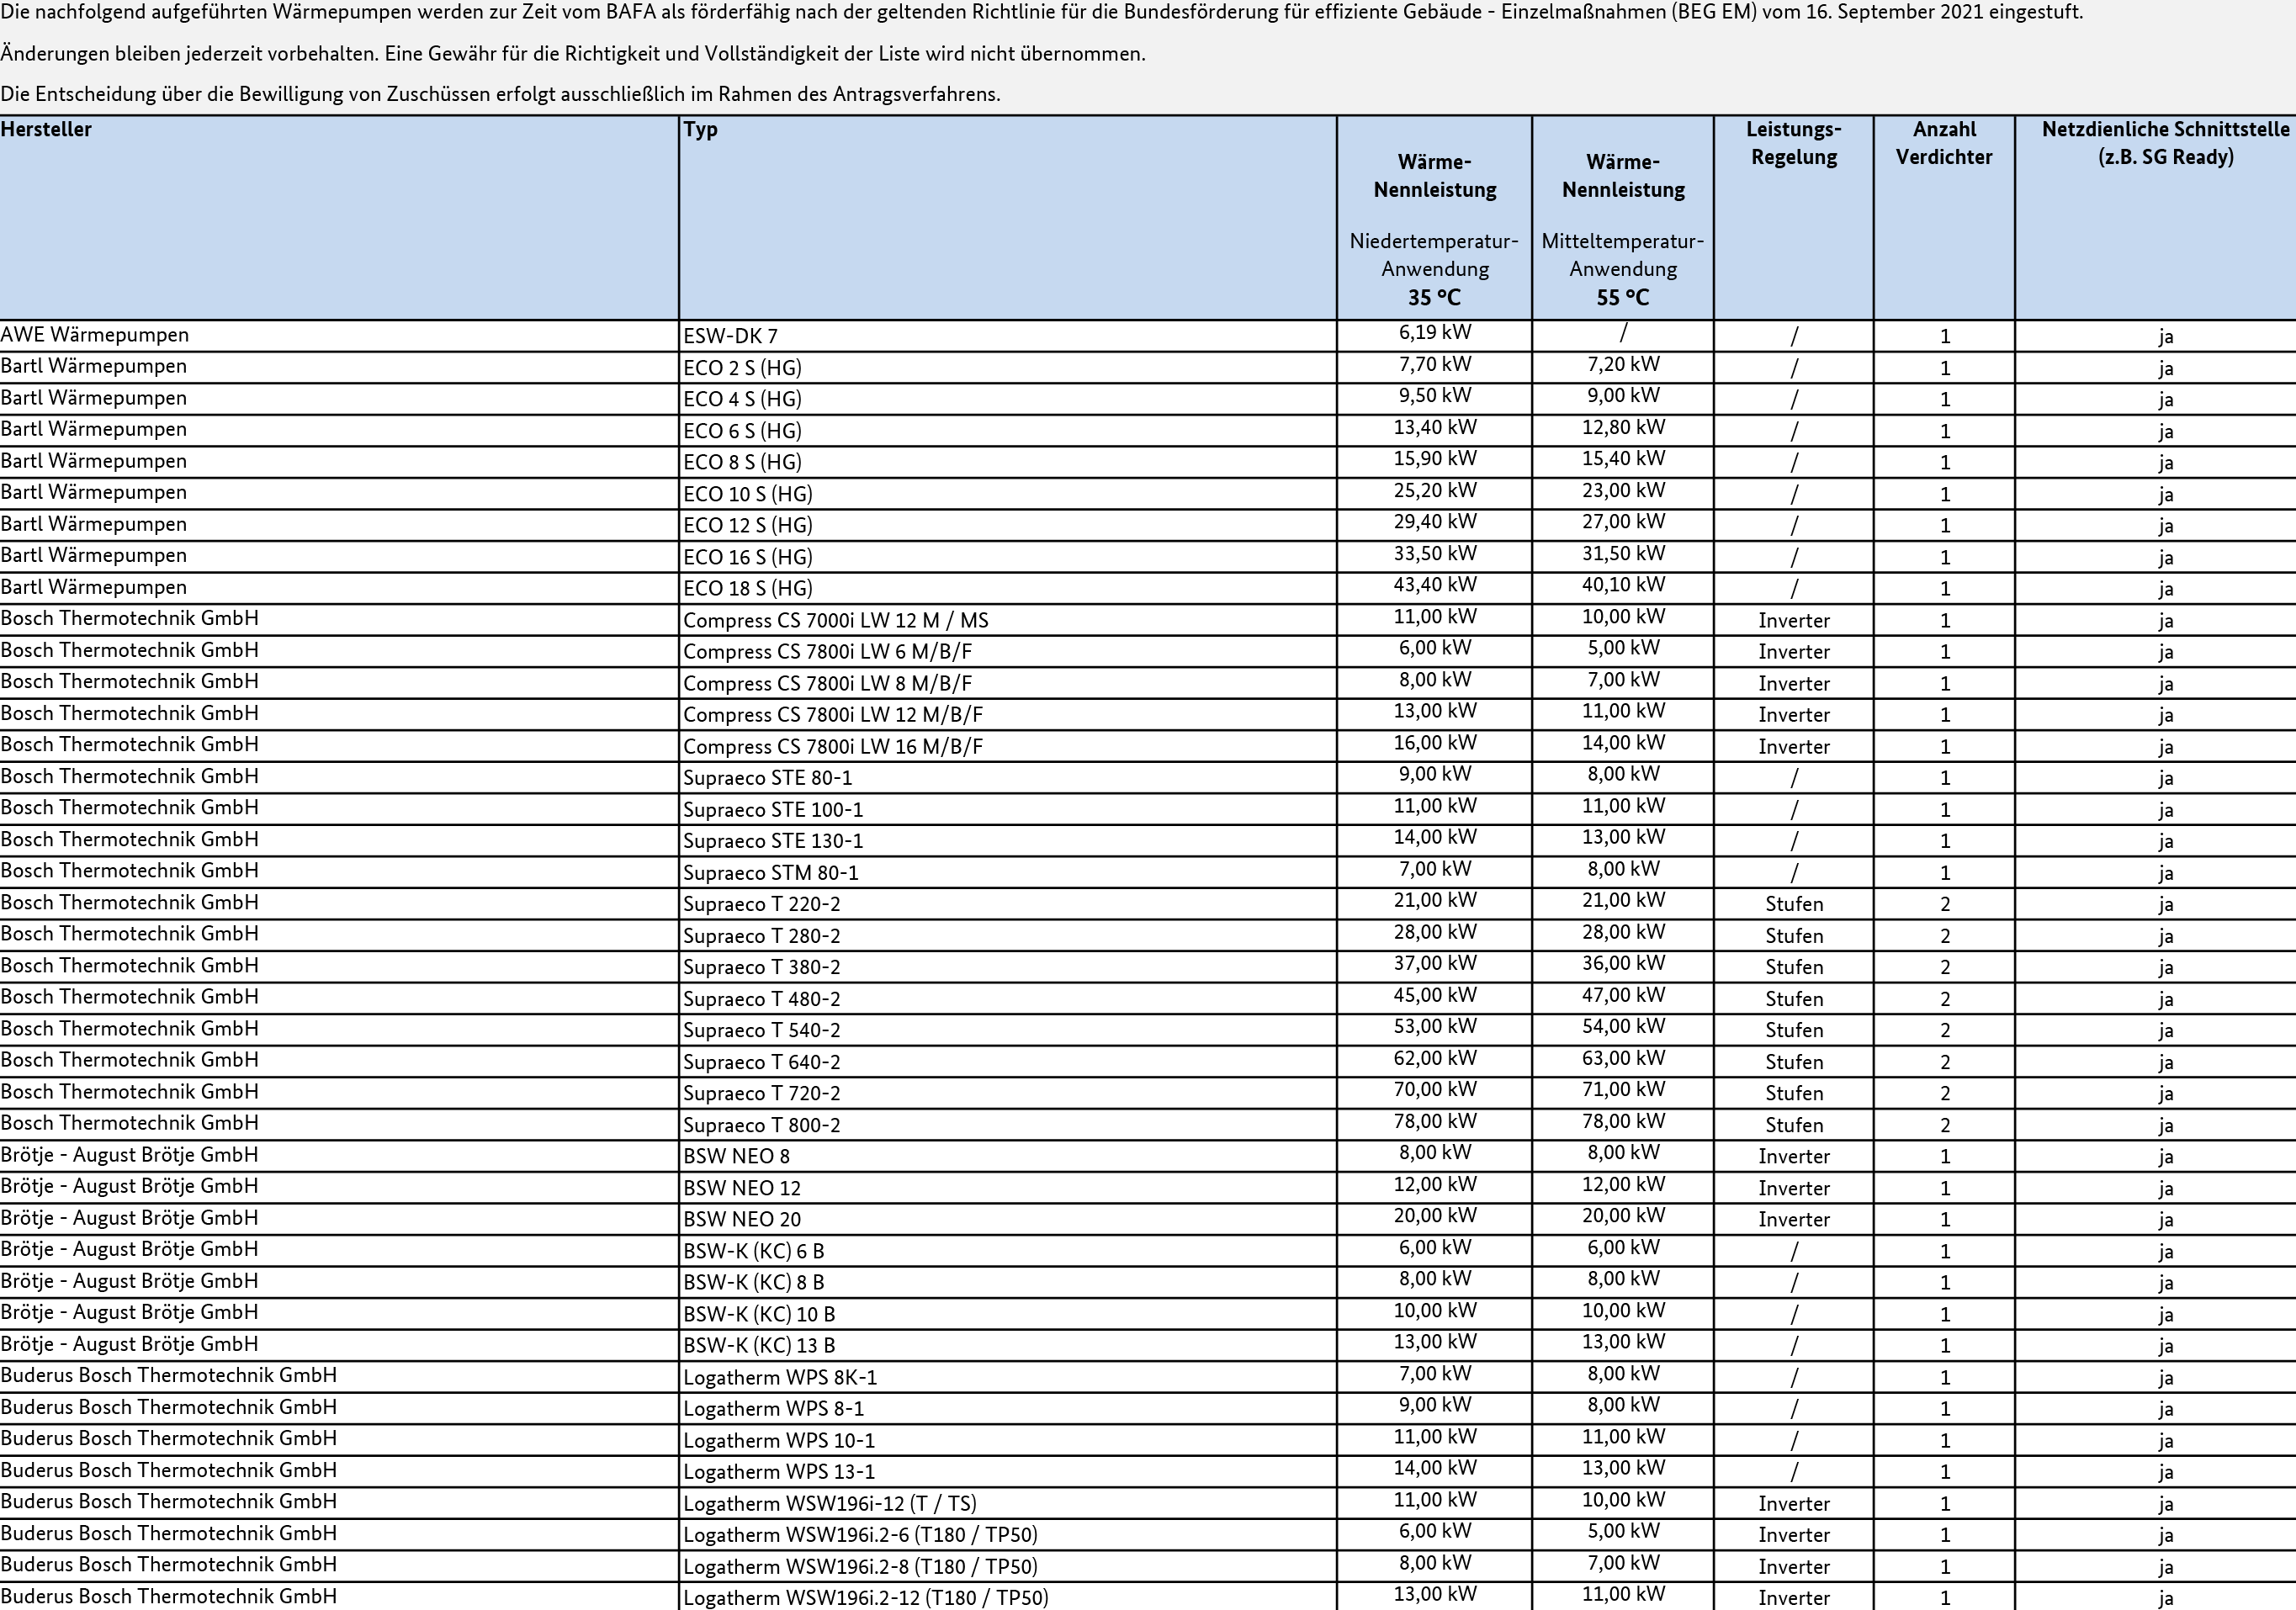 Die nachfolgend aufgeführten Wärmepumpen werden zur Zeit vom BAFA als förderfähig nach der geltenden Richtlinie für die Bundesförderung für effiziente Gebäude - Einzelmaßnahmen (BEG EM) vom 16. September 2021 eingestuft.
Änderungen bleiben jederzeit vorbehalten. Eine Gewähr für die Richtigkeit und Vollständigkeit der Liste wird nicht übernommen.
Die Entscheidung über die Bewilligung von Zuschüssen erfolgt ausschließlich im Rahmen des Antragsverfahrens.
Hersteller
Typ
Wärme-
Nennleistung
Niedertemperatur-
Anwendung
35 °C
Wärme-
Nennleistung
Mitteltemperatur-
Anwendung
55 °C
Leistungs-
Regelung
Anzahl
Verdichter
Netzdienliche Schnittstelle
(z.B. SG Ready)
AWE Wärmepumpen ESW-DK 7 6,19 kW / / 1 ja
Bartl Wärmepumpen ECO 2 S (HG) 7,70 kW 7,20 kW / 1 ja
Bartl Wärmepumpen ECO 4 S (HG) 9,50 kW 9,00 kW / 1 ja
Bartl Wärmepumpen ECO 6 S (HG) 13,40 kW 12,80 kW / 1 ja
Bartl Wärmepumpen ECO 8 S (HG) 15,90 kW 15,40 kW / 1 ja
Bartl Wärmepumpen ECO 10 S (HG) 25,20 kW 23,00 kW / 1 ja
Bartl Wärmepumpen ECO 12 S (HG) 29,40 kW 27,00 kW / 1 ja
Bartl Wärmepumpen ECO 16 S (HG) 33,50 kW 31,50 kW / 1 ja
Bartl Wärmepumpen ECO 18 S (HG) 43,40 kW 40,10 kW / 1 ja
Bosch Thermotechnik GmbH Compress CS 7000i LW 12 M / MS 11,00 kW 10,00 kW Inverter 1 ja
Bosch Thermotechnik GmbH Compress CS 7800i LW 6 M/B/F 6,00 kW 5,00 kW Inverter 1 ja
Bosch Thermotechnik GmbH Compress CS 7800i LW 8 M/B/F 8,00 kW 7,00 kW Inverter 1 ja
Bosch Thermotechnik GmbH Compress CS 7800i LW 12 M/B/F 13,00 kW 11,00 kW Inverter 1 ja
Bosch Thermotechnik GmbH Compress CS 7800i LW 16 M/B/F 16,00 kW 14,00 kW Inverter 1 ja
Bosch Thermotechnik GmbH Supraeco STE 80-1 9,00 kW 8,00 kW / 1 ja
Bosch Thermotechnik GmbH Supraeco STE 100-1 11,00 kW 11,00 kW / 1 ja
Bosch Thermotechnik GmbH Supraeco STE 130-1 14,00 kW 13,00 kW / 1 ja
Bosch Thermotechnik GmbH Supraeco STM 80-1 7,00 kW 8,00 kW / 1 ja
Bosch Thermotechnik GmbH Supraeco T 220-2 21,00 kW 21,00 kW Stufen 2 ja
Bosch Thermotechnik GmbH Supraeco T 280-2 28,00 kW 28,00 kW Stufen 2 ja
Bosch Thermotechnik GmbH Supraeco T 380-2 37,00 kW 36,00 kW Stufen 2 ja
Bosch Thermotechnik GmbH Supraeco T 480-2 45,00 kW 47,00 kW Stufen 2 ja
Bosch Thermotechnik GmbH Supraeco T 540-2 53,00 kW 54,00 kW Stufen 2 ja
Bosch Thermotechnik GmbH Supraeco T 640-2 62,00 kW 63,00 kW Stufen 2 ja
Bosch Thermotechnik GmbH Supraeco T 720-2 70,00 kW 71,00 kW Stufen 2 ja
Bosch Thermotechnik GmbH Supraeco T 800-2 78,00 kW 78,00 kW Stufen 2 ja
Brötje - August Brötje GmbH BSW NEO 8 8,00 kW 8,00 kW Inverter 1 ja
Brötje - August Brötje GmbH BSW NEO 12 12,00 kW 12,00 kW Inverter 1 ja
Brötje - August Brötje GmbH BSW NEO 20 20,00 kW 20,00 kW Inverter 1 ja
Brötje - August Brötje GmbH BSW-K (KC) 6 B 6,00 kW 6,00 kW / 1 ja
Brötje - August Brötje GmbH BSW-K (KC) 8 B 8,00 kW 8,00 kW / 1 ja
Brötje - August Brötje GmbH BSW-K (KC) 10 B 10,00 kW 10,00 kW / 1 ja
Brötje - August Brötje GmbH BSW-K (KC) 13 B 13,00 kW 13,00 kW / 1 ja
Buderus Bosch Thermotechnik GmbH Logatherm WPS 8K-1 7,00 kW 8,00 kW / 1 ja
Buderus Bosch Thermotechnik GmbH Logatherm WPS 8-1 9,00 kW 8,00 kW / 1 ja
Buderus Bosch Thermotechnik GmbH Logatherm WPS 10-1 11,00 kW 11,00 kW / 1 ja
Buderus Bosch Thermotechnik GmbH Logatherm WPS 13-1 14,00 kW 13,00 kW / 1 ja
Buderus Bosch Thermotechnik GmbH Logatherm WSW196i-12 (T / TS) 11,00 kW 10,00 kW Inverter 1 ja
Buderus Bosch Thermotechnik GmbH Logatherm WSW196i.2-6 (T180 / TP50) 6,00 kW 5,00 kW Inverter 1 ja
Buderus Bosch Thermotechnik GmbH Logatherm WSW196i.2-8 (T180 / TP50) 8,00 kW 7,00 kW Inverter 1 ja
Buderus Bosch Thermotechnik GmbH Logatherm WSW196i.2-12 (T180 / TP50) 13,00 kW 11,00 kW Inverter 1 ja